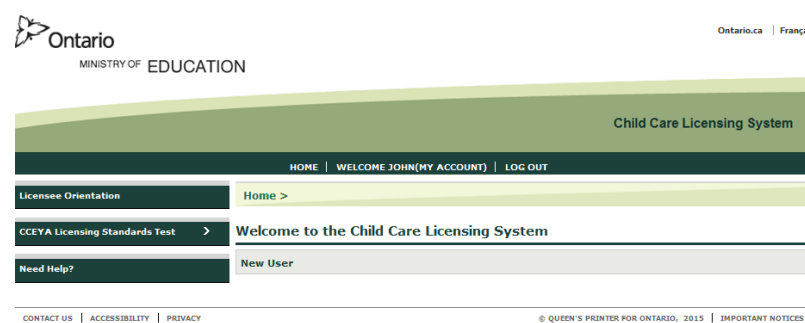 Ontario
Ontario.ca | França
MINISTRY OF EDUCATION
Child Care Licensing System
HOME | WELCOME JOHN(MY ACCOUNT) | LOG OUT
Licensee Orientation
Home >
CCEYA Licensing Standards Test >
Welcome to the Child Care Licensing System
New User
Need Help?
CONTACT US | ACCESSIBILITY | PRIVACY
© QUEEN'S PRINTER FOR ONTARIO, 2015 | IMPORTANT NOTICES